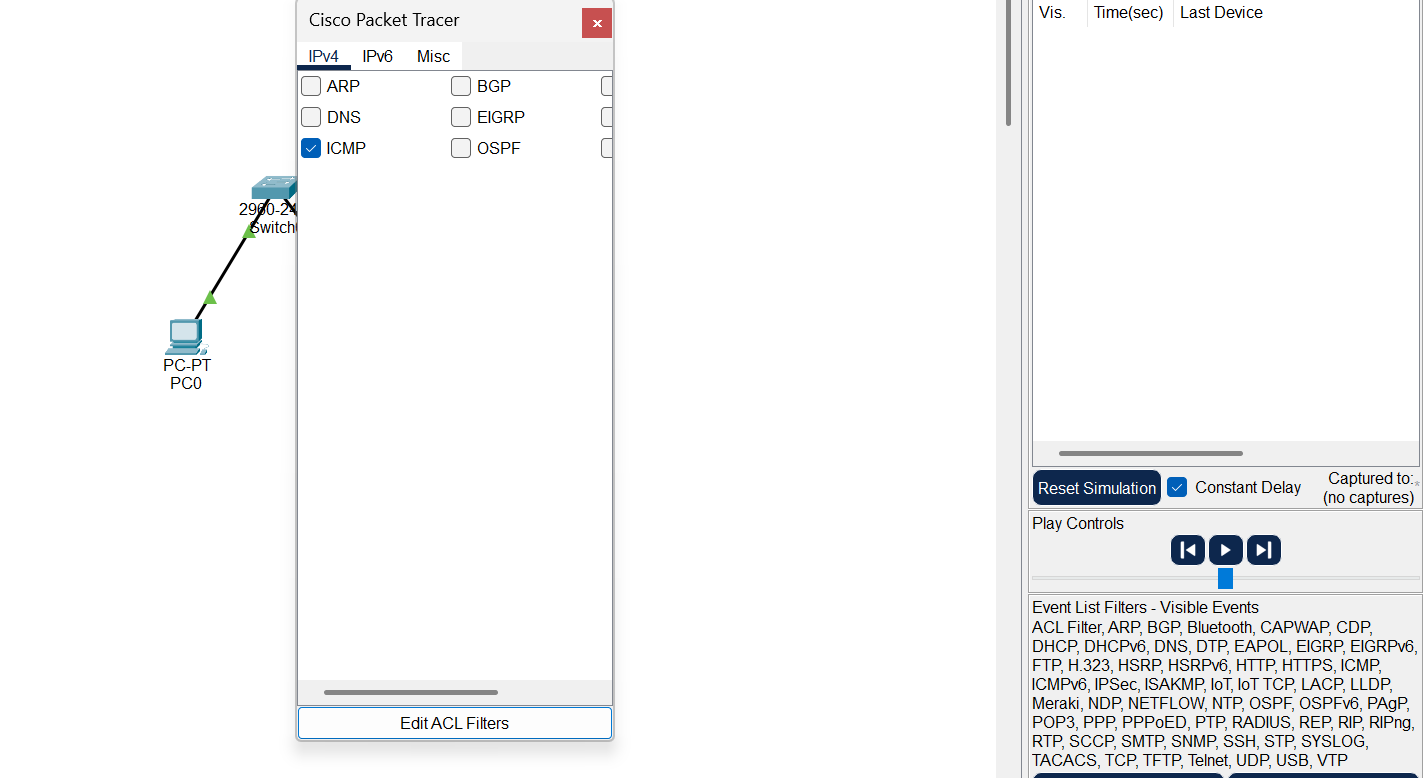 Cisco Packet Tracer
IPv4 IPv6 Misc
ARP BGP
DNS EIGRP
ICMP OSPF
2960-24
Switch
PC-PT
PC0
Edit ACL Filters
Vis. Time(sec) Last Device
Reset Simulation Constant Delay Captured to:*
(no captures)
Play Controls
Event List Filters - Visible Events
ACL Filter, ARP, BGP, Bluetooth, CAPWAP, CDP,
DHCP, DHCPv6, DNS, DTP, EAPOL, EIGRP, EIGRPv6,
FTP, H.323, HSRP, HSRPv6, HTTP, HTTPS, ICMP,
ICMPv6, IPSec, ISAKMP, IoT, IoT TCP, LACP, LLDP,
Meraki, NDP, NETFLOW, NTP, OSPF, OSPFv6, PAgP,
POP3, PPP, PPPoED, PTP, RADIUS, REP, RIP, RIPng,
RTP, SCCP, SMTP, SNMP, SSH, STP, SYSLOG,
TACACS, TCP, TFTP, Telnet, UDP, USB, VTP